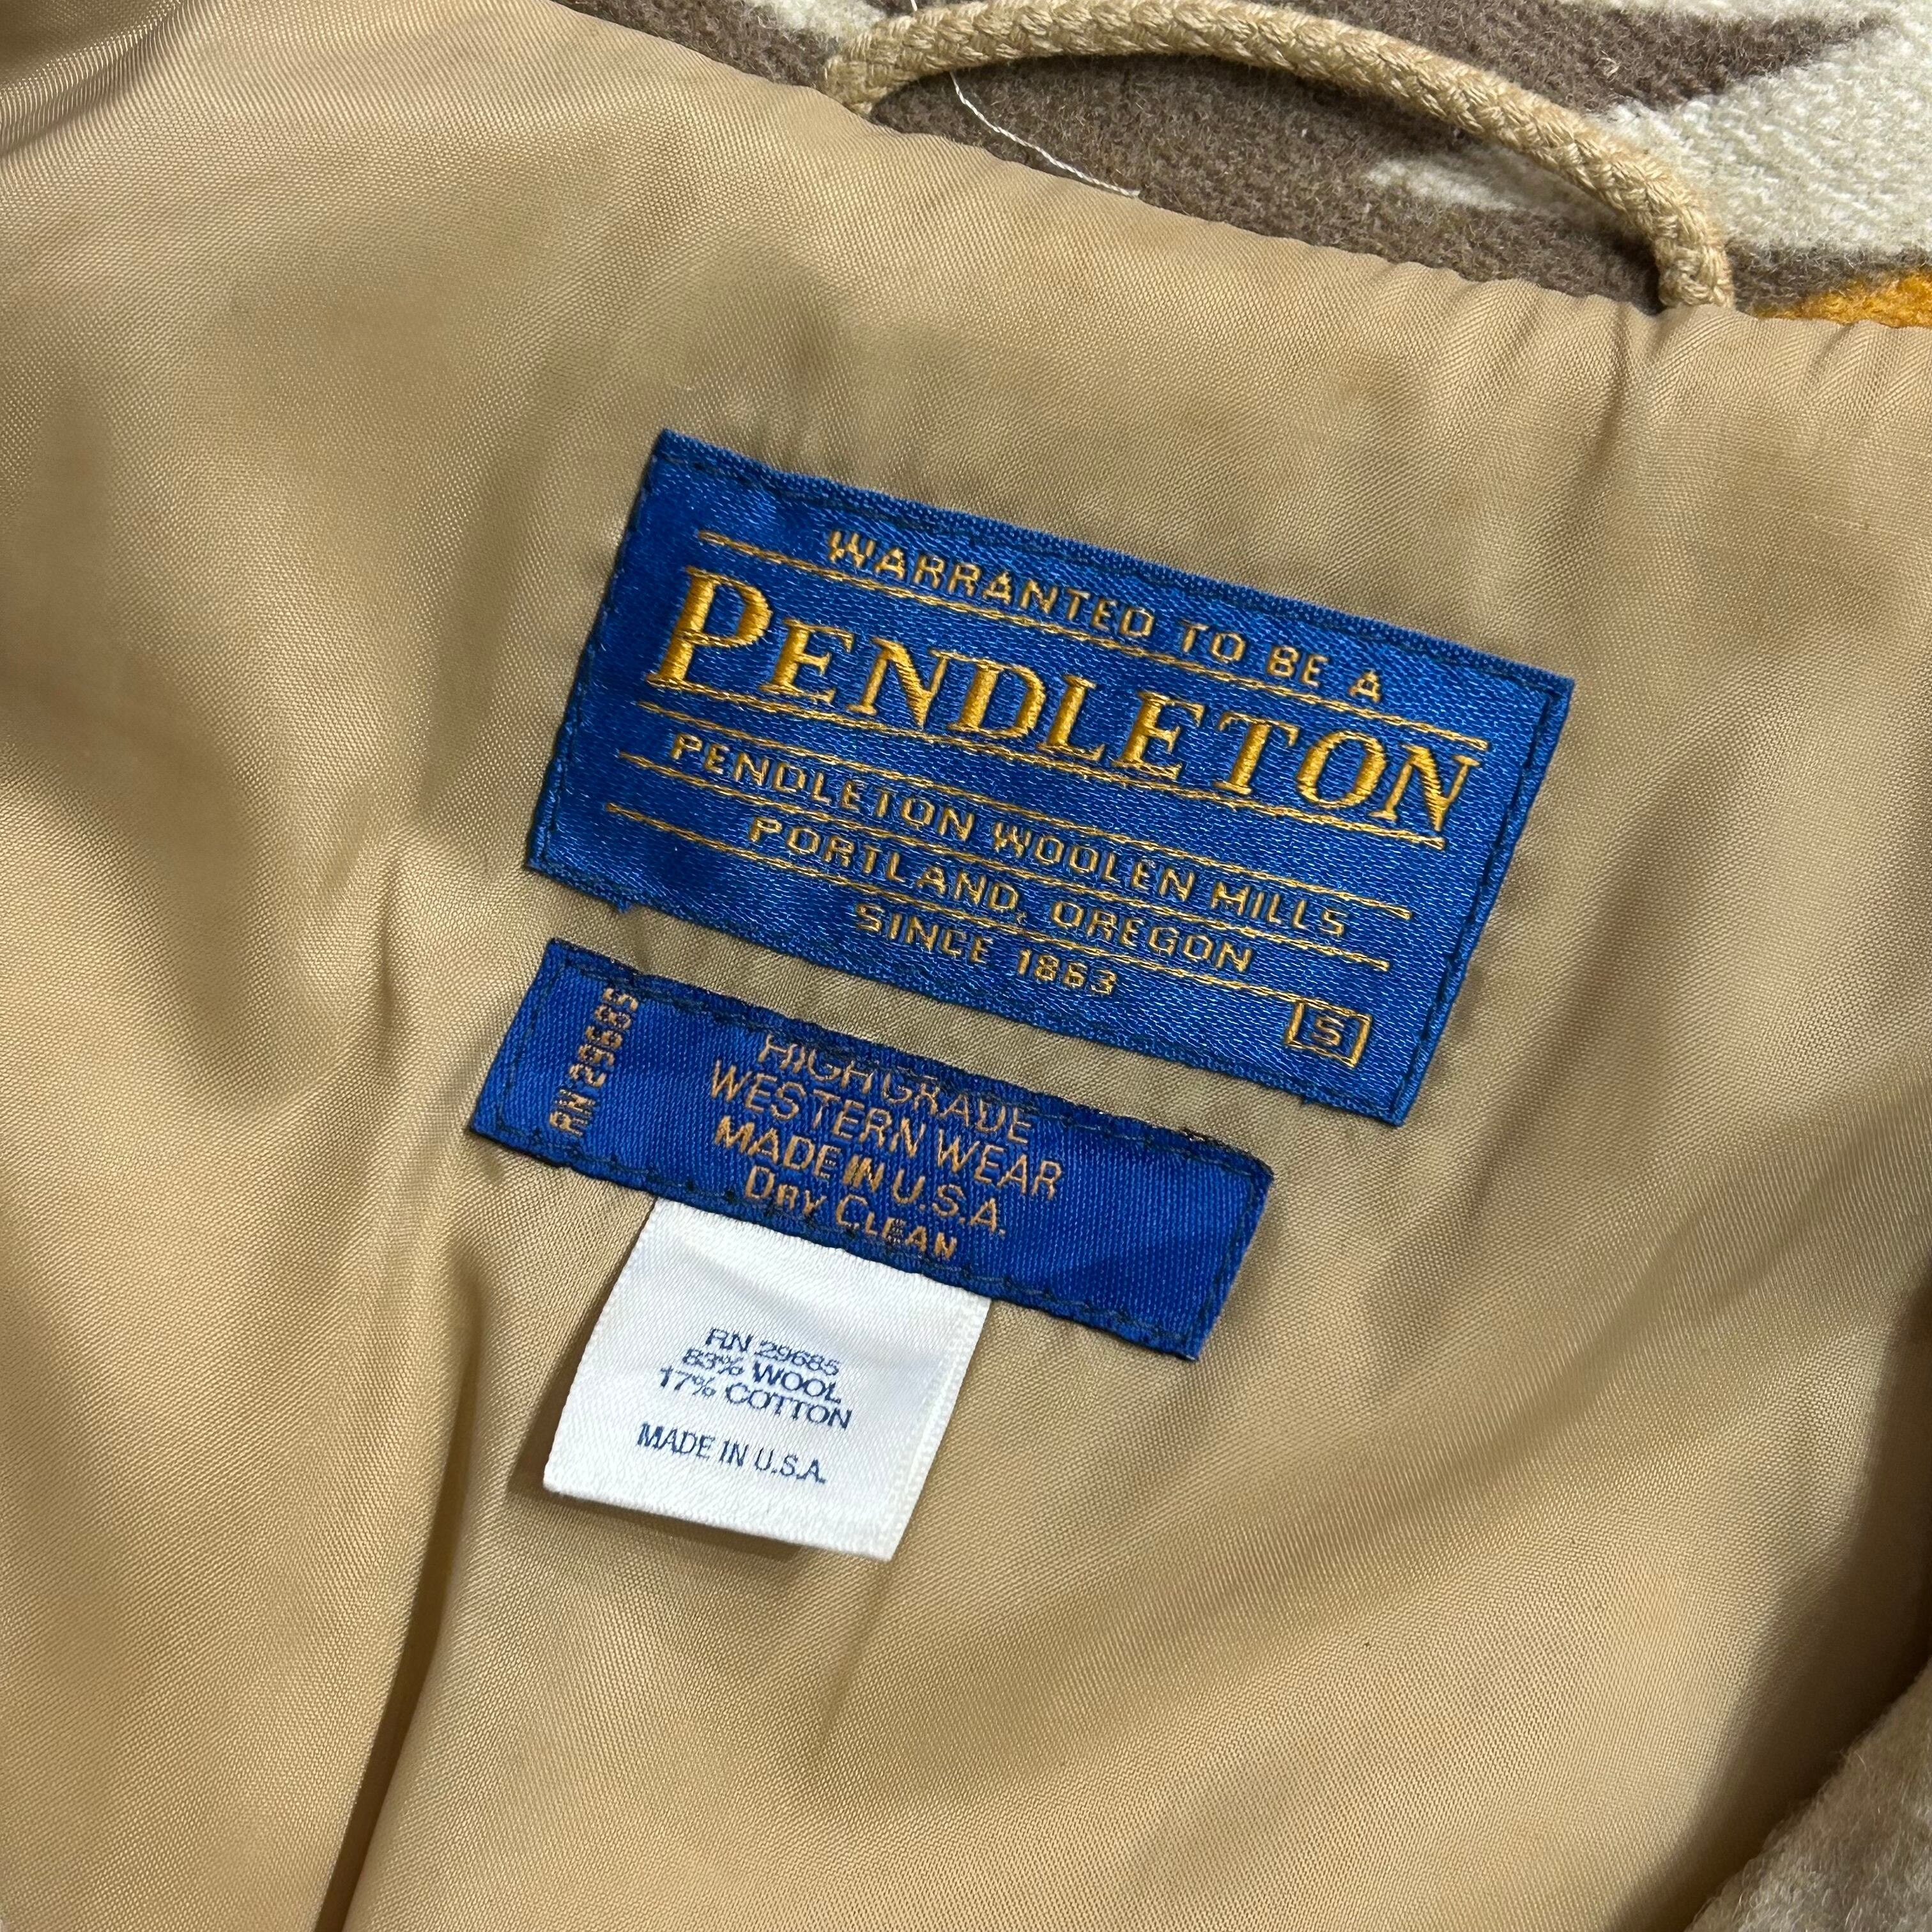 WARRANTED TO BE A
PENDLETON
PENDLETON WOOLEN MILLS
PORTLAND, OREGON
SINCE 1863
S
RN 29685
HIGH GRADE
WESTERN WEAR
MADE IN U.S.A.
DRY CLEAN
RN 29685
83% WOOL
17% COTTON
MADE IN U.S.A.